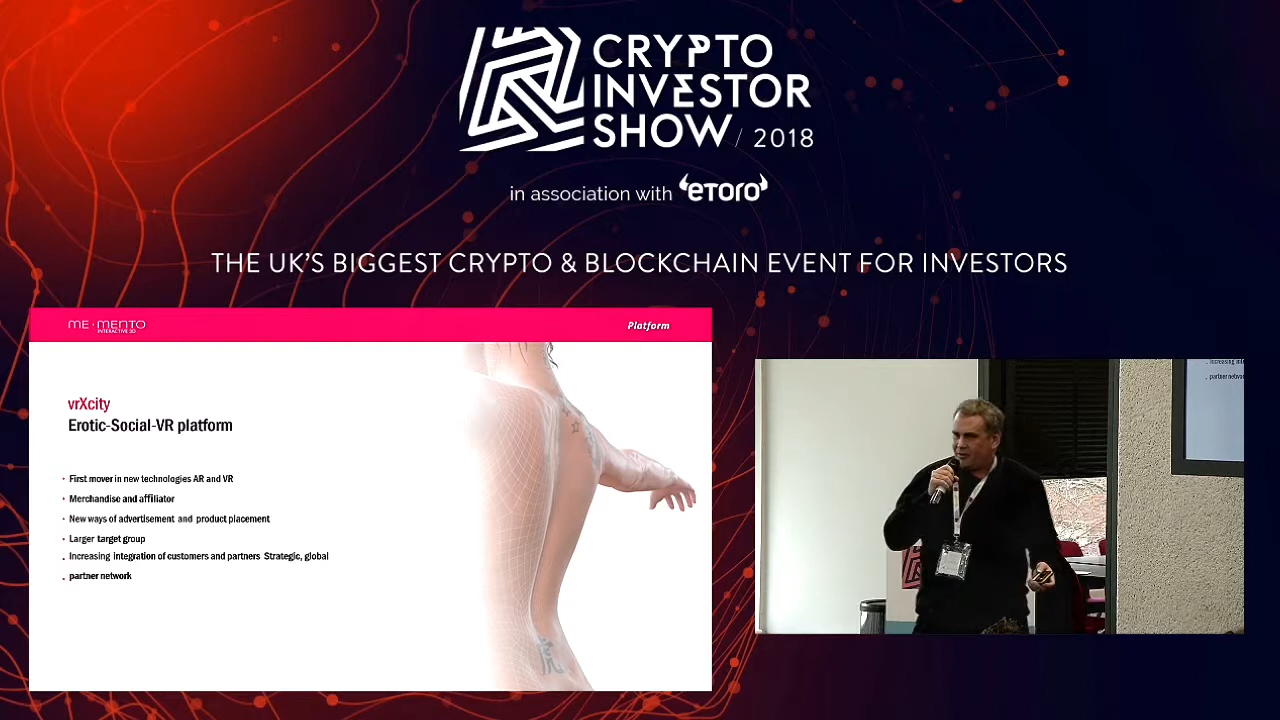 CRYPTO
INVESTOR
SHOW / 2018
in association with eTORO
THE UK'S BIGGEST CRYPTO & BLOCKCHAIN EVENT FOR INVESTORS
ME·MENTO
INTERACTIVE 3D
Platform
vrXcity
Erotic-Social-VR platform
• First mover in new technologies AR and VR
• Merchandise and affiliator
• New ways of advertisement and product placement
• Larger target group
• Increasing integration of customers and partners Strategic, global
• partner network
虎
partner networ